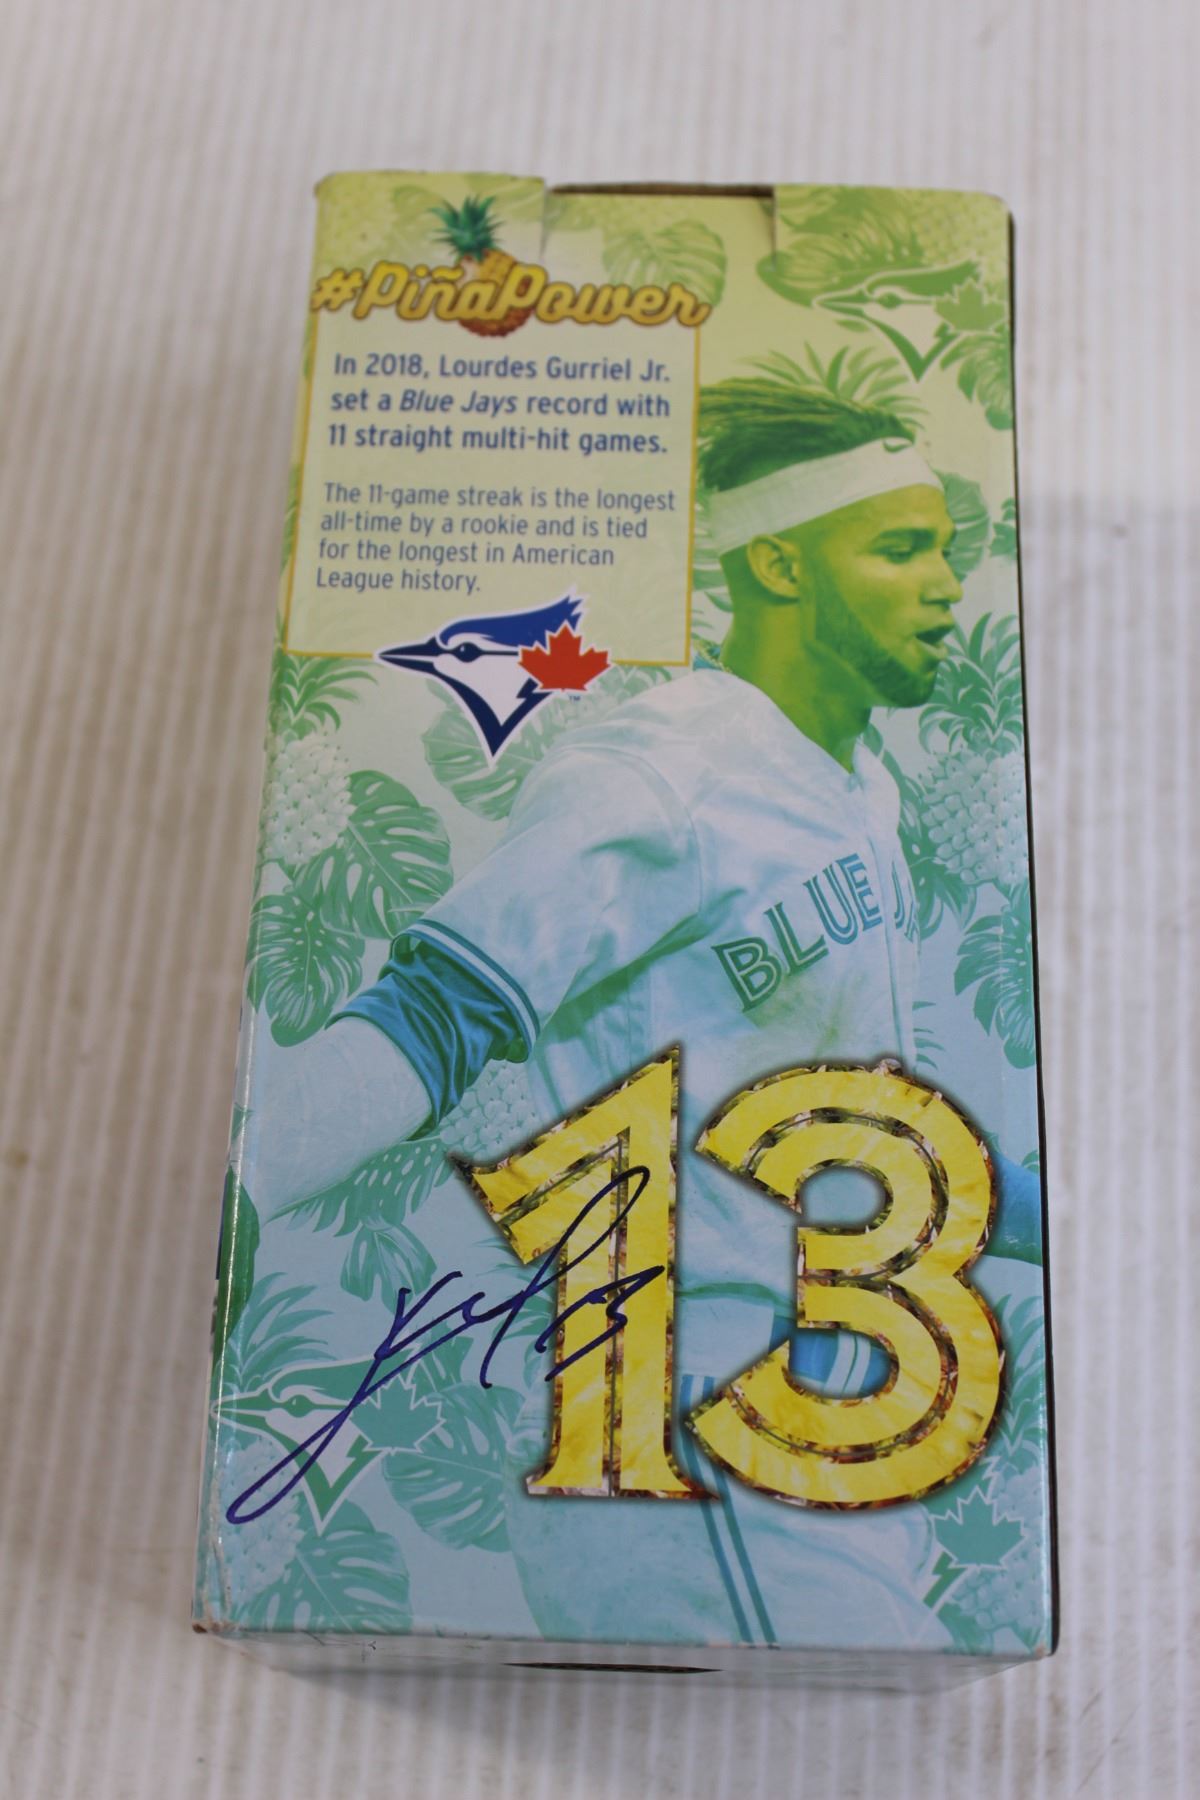 #PiñaPower
In 2018, Lourdes Gurriel Jr.
set a Blue Jays record with
11 straight multi-hit games.
The 11-game streak is the longest
all-time by a rookie and is tied
for the longest in American
League history.
TM
BLUE JA
13